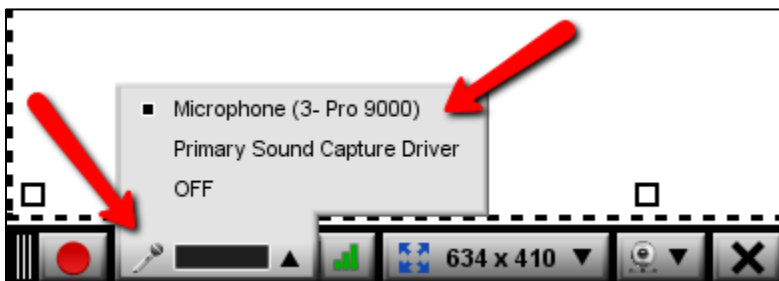 Microphone (3- Pro 9000)
Primary Sound Capture Driver
OFF
634 x 410